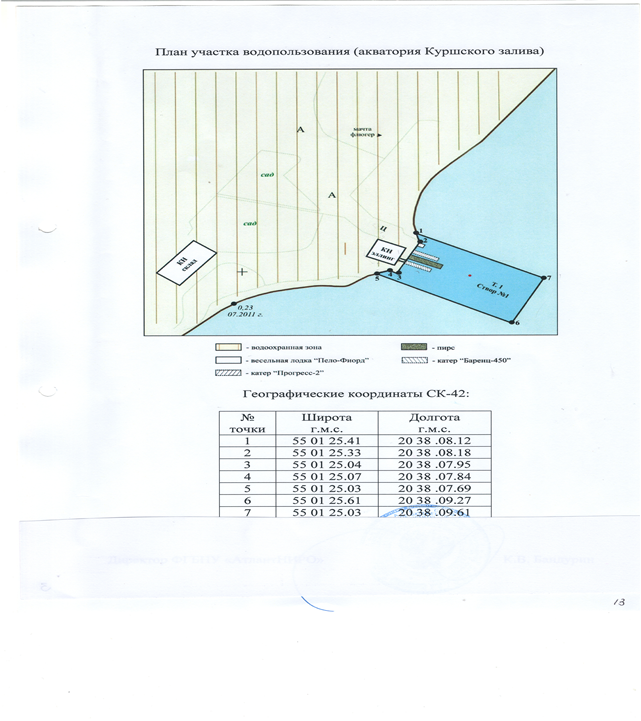 План участка водопользования (акватория Куршского залива)
А
мачта
флюгер
сад
А
сад
Ц
КН
склад
КН
эллинг
1
2
3
4
5
6
7
Т. 1
Створ №1
0,23
07.2011 г.
- водоохранная зона
- пирс
- весельная лодка “Пело-Фиорд”
- катер “Баренц-450”
- катер “Прогресс-2”
Географические координаты СК-42:
№ точки Широта г.м.с. Долгота г.м.с.
1 55 01 25.41 20 38 .08.12
2 55 01 25.33 20 38 .08.18
3 55 01 25.04 20 38 .07.95
4 55 01 25.07 20 38 .07.84
5 55 01 25.03 20 38 .07.69
6 55 01 25.61 20 38 .09.27
7 55 01 25.03 20 38 .09.61
13